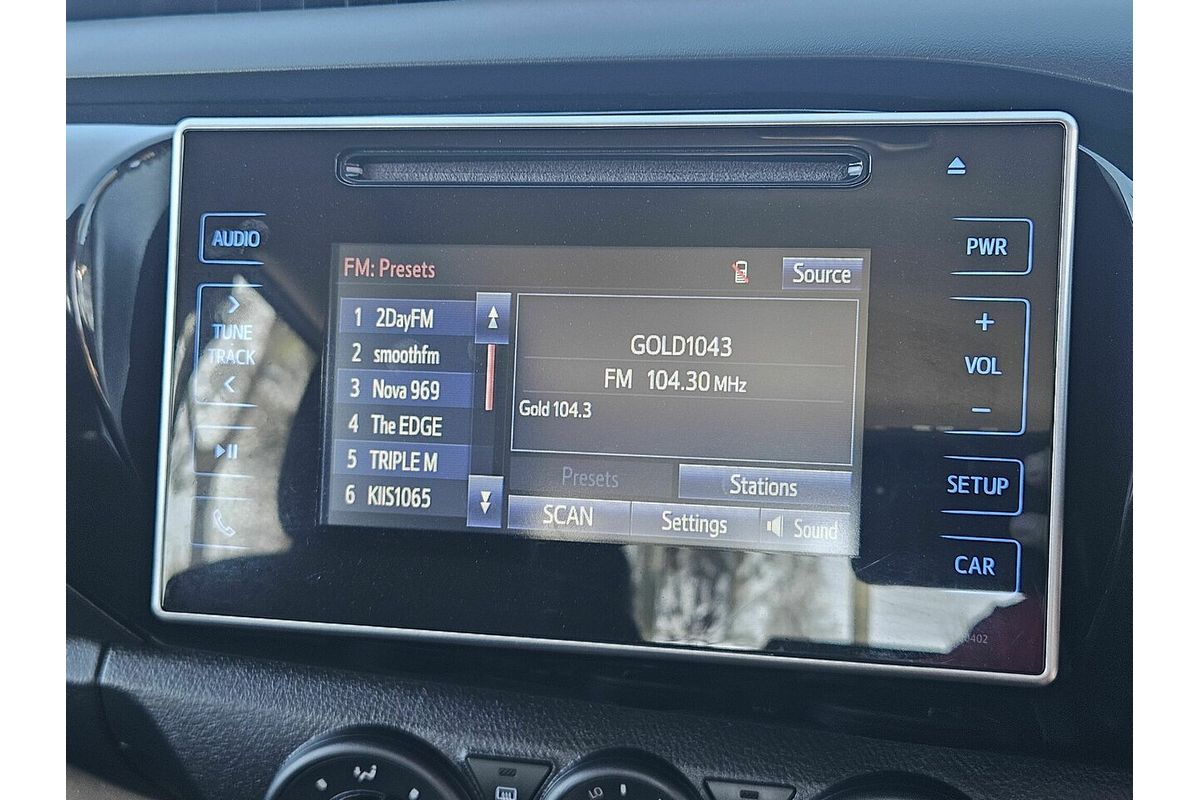 AUDIO
TUNE
TRACK
FM: Presets
Source
1 2DayFM
2 smoothfm
3 Nova 969
4 The EDGE
5 TRIPLE M
6 KIIS1065
GOLD1043
FM 104.30 MHz
Gold 104.3
Presets
Stations
SCAN
Settings
Sound
PWR
+
VOL
−
SETUP
CAR
LO